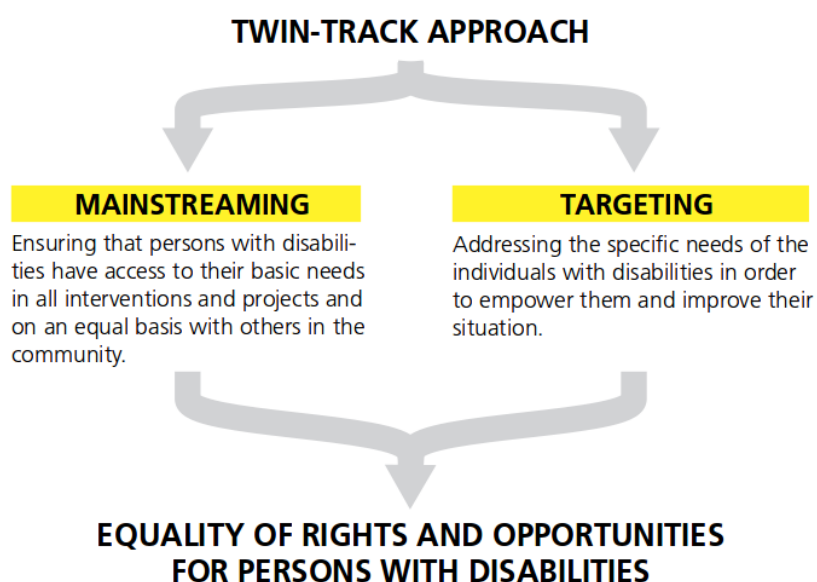 TWIN-TRACK APPROACH
MAINSTREAMING
Ensuring that persons with disabili-
ties have access to their basic needs
in all interventions and projects and
on an equal basis with others in the
community.
TARGETING
Addressing the specific needs of the
individuals with disabilities in order
to empower them and improve their
situation.
EQUALITY OF RIGHTS AND OPPORTUNITIES
FOR PERSONS WITH DISABILITIES